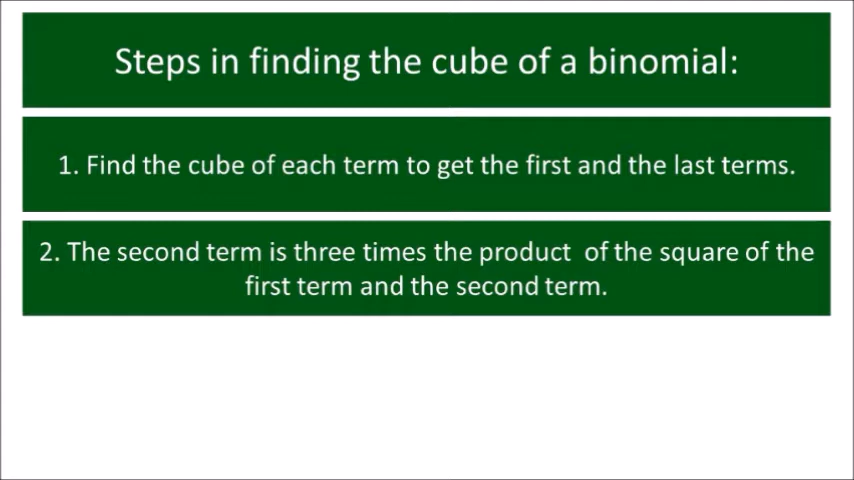 Steps in finding the cube of a binomial:
1. Find the cube of each term to get the first and the last terms.
2. The second term is three times the product of the square of the
first term and the second term.